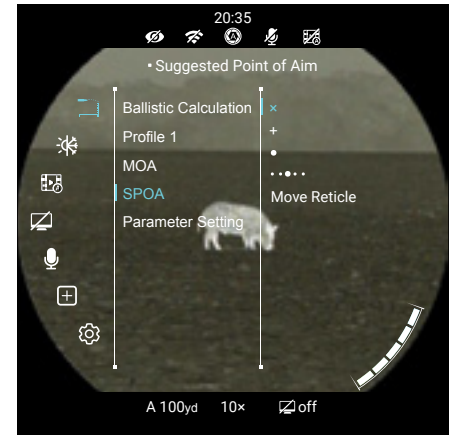 20:35
• Suggested Point of Aim
Ballistic Calculation
×
Profile 1
+
MOA
SPOA
Move Reticle
Parameter Setting
A 100yd 10× off